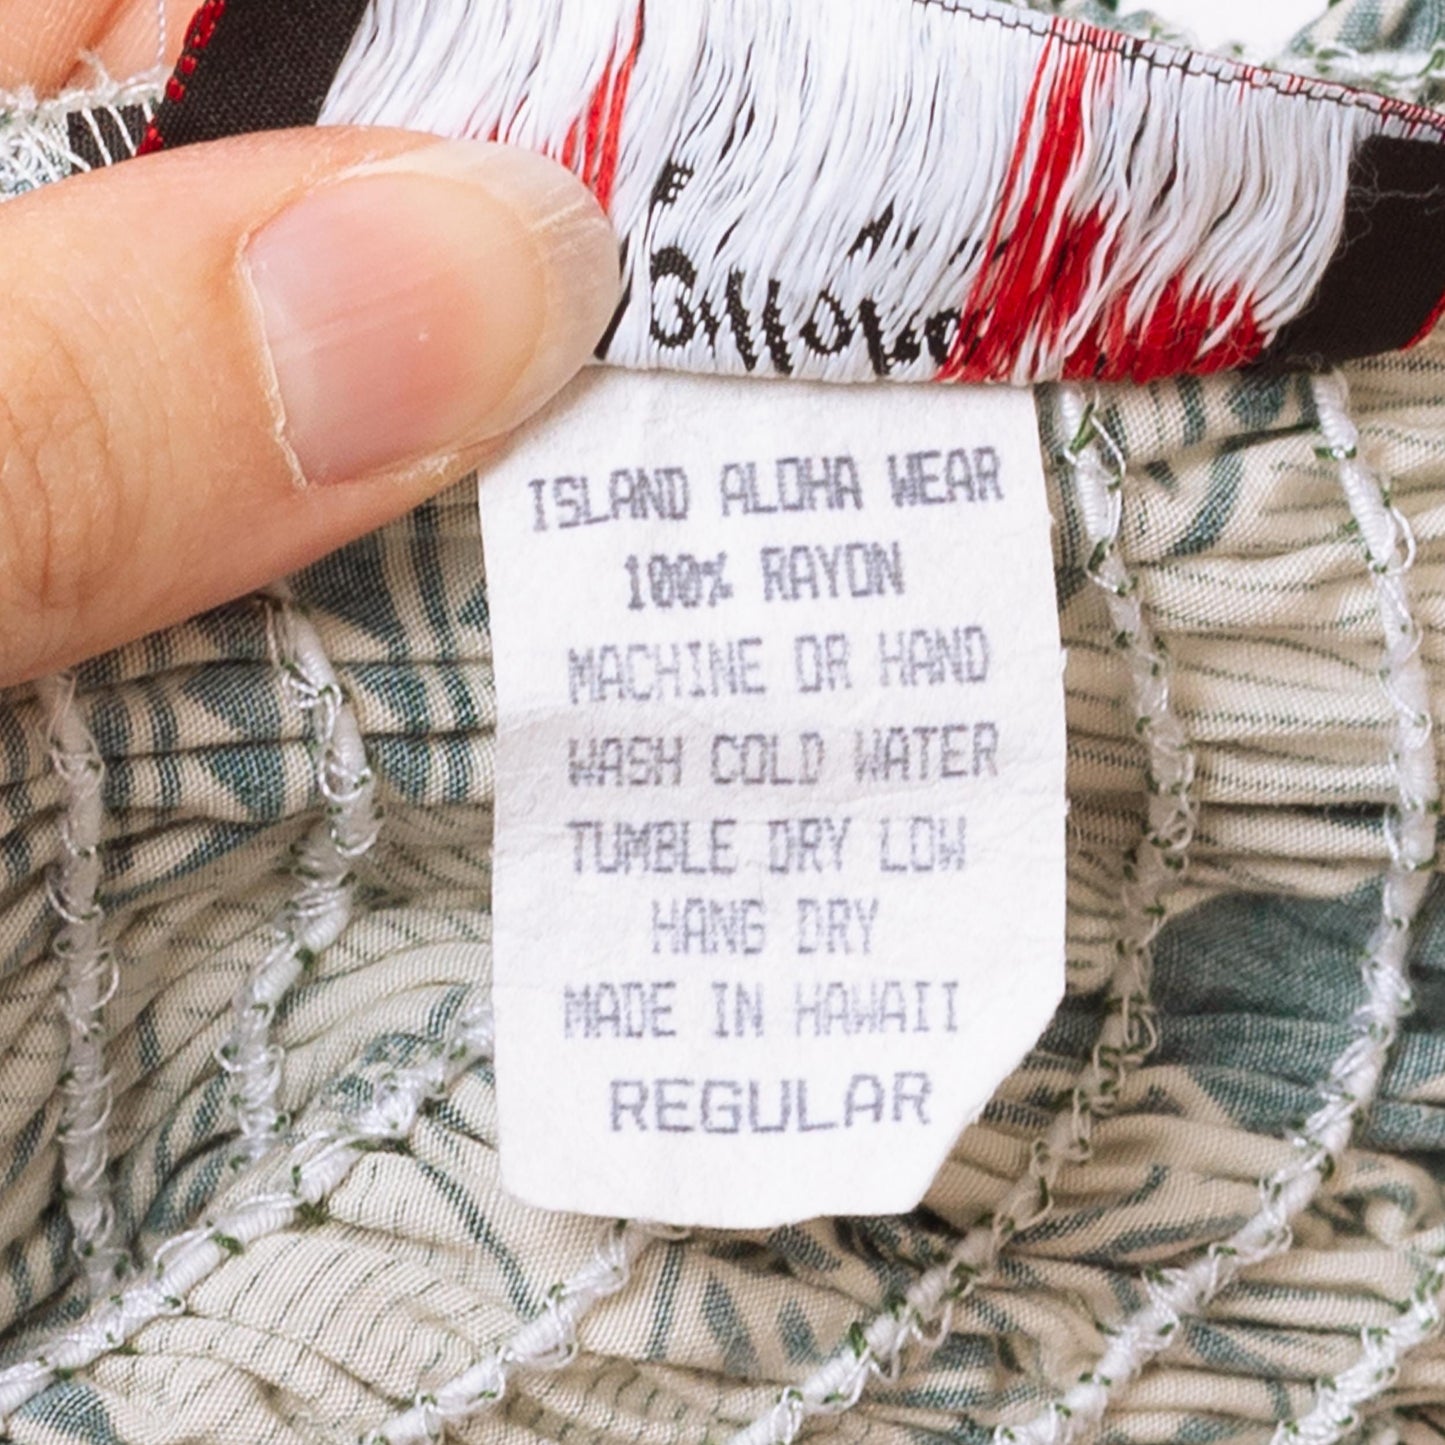 ISLAND ALOHA WEAR
100% RAYON
MACHINE OR HAND
WASH COLD WATER
TUMBLE DRY LOW
HANG DRY
MADE IN HAWAII
REGULAR